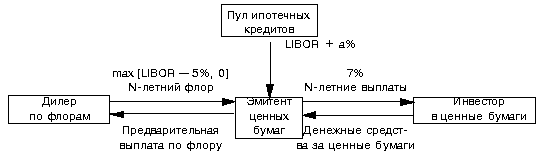 Пул ипотечных
кредитов
LIBOR + a%
max [LIBOR — 5%, 0]
N-летний флор
7%
N-летние выплаты
Дилер
по флорам
Эмитент
ценных
бумаг
Инвестор
в ценные бумаги
Предварительная
выплата по флору
Денежные средст-
ва за ценные бумаги